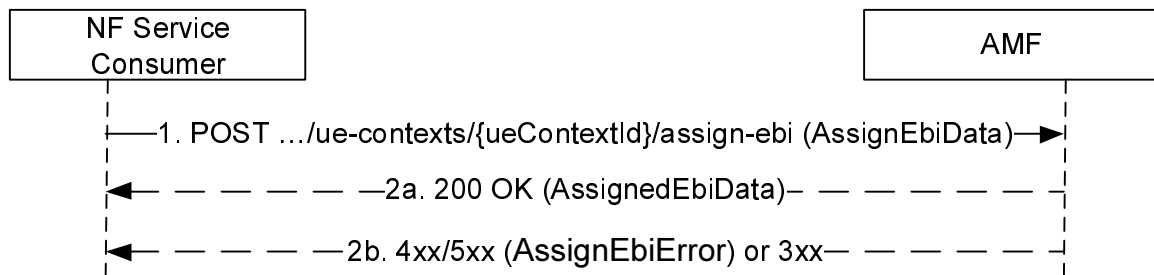 NF Service
Consumer
AMF
1. POST …/ue-contexts/{ueContextId}/assign-ebi (AssignEbiData)
2a. 200 OK (AssignedEbiData)
2b. 4xx/5xx (AssignEbiError) or 3xx